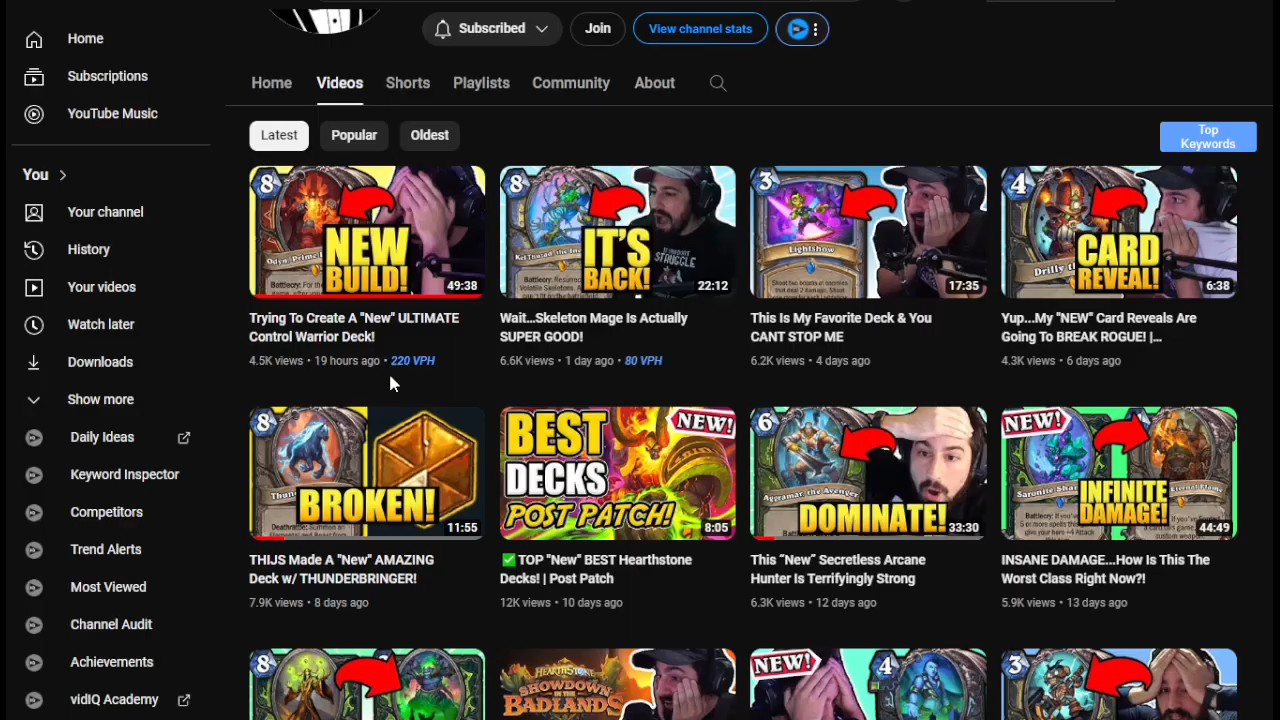 Subscribed
Join
View channel stats
Home
Videos
Shorts
Playlists
Community
About
Home
Subscriptions
YouTube Music
You
Your channel
History
Your videos
Watch later
Downloads
Show more
Daily Ideas
Keyword Inspector
Competitors
Trend Alerts
Most Viewed
Channel Audit
Achievements
vidIQ Academy
Latest
Popular
Oldest
Top
Keywords
8
NEW
BUILD!
49:38
Trying To Create A "New" ULTIMATE
Control Warrior Deck!
4.5K views • 19 hours ago • 220 VPH
8
IT'S
BACK!
22:12
Wait...Skeleton Mage Is Actually
SUPER GOOD!
6.6K views • 1 day ago • 80 VPH
3
Lightshow
17:35
This Is My Favorite Deck & You
CANT STOP ME
6.2K views • 4 days ago
4
CARD
REVEAL!
6:38
Yup...My "NEW" Card Reveals Are
Going To BREAK ROGUE! |...
4.3K views • 6 days ago
8
BROKEN!
11:55
THIJS Made A "New" AMAZING
Deck w/ THUNDERBRINGER!
7.9K views • 8 days ago
BEST
NEW!
DECKS
POST PATCH!
8:05
✅ TOP "New" BEST Hearthstone
Decks! | Post Patch
12K views • 10 days ago
6
Aggramar, the Avenger
DOMINATE!
33:30
This “New” Secretless Arcane
Hunter Is Terrifyingly Strong
6.3K views • 12 days ago
NEW!
INFINITE
DAMAGE!
44:49
INSANE DAMAGE...How Is This The
Worst Class Right Now?!
5.9K views • 13 days ago
8
HEARTHSTONE
SHOWDOWN
IN THE
BADLANDS
NEW!
4
3